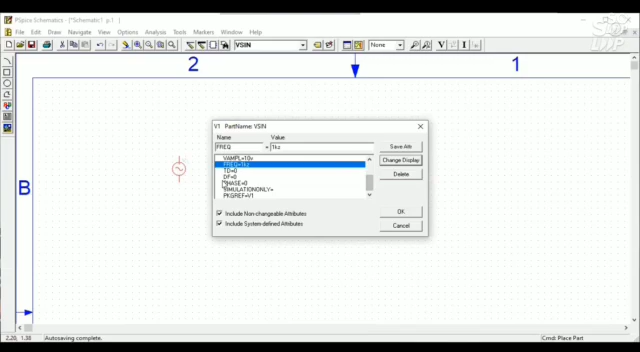 PSpice Schematics - [*Schematic1 p.1 ]
File Edit Draw Navigate View Options Analysis Tools Markers Window Help
VSIN
None
V
I
2
1
B
V1 PartName: VSIN
Name
Value
FREQ
=
1kz
Save Attr
Change Display
Delete
VAMPL=10v
FREQ=1kz
TD=0
DF=0
PHASE=0
SIMULATIONONLY=
PKGREF=V1
Include Non-changeable Attributes
Include System-defined Attributes
OK
Cancel
2.20, 1.38
Autosaving complete.
Cmd: Place Part